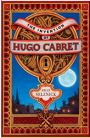 THE INVENTION
OF
HUGO CABRET
BRIAN
SELZNICK